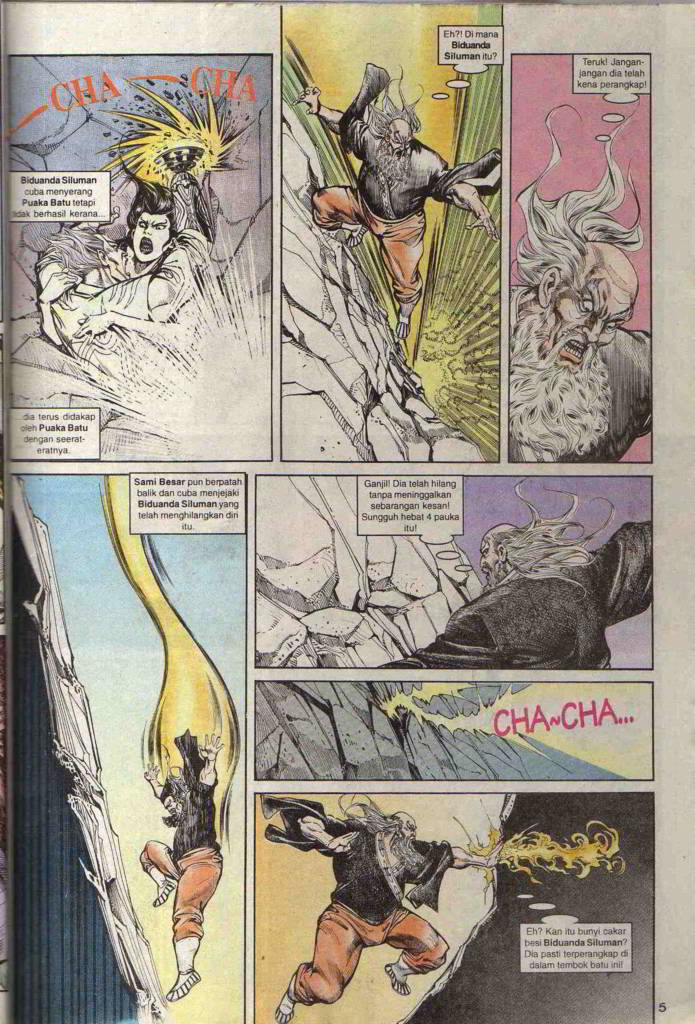 CHA CHA
Biduanda Siluman
cuba menyerang
Puaka Batu tetapi
tidak berhasil kerana...
dia terus didakap
oleh Puaka Batu
dengan seerat-
eratnya.
Eh?! Di mana
Biduanda
Siluman itu?
Teruk! Jangan-
jangan dia telah
kena perangkap!
Sami Besar pun berpatah
balik dan cuba menjejaki
Biduanda Siluman yang
telah menghilangkan diri
itu.
Ganjil! Dia telah hilang
tanpa meninggalkan
sebarangan kesan!
Sungguh hebat 4 pauka
itu!
CHA~CHA...
Eh? Kan itu bunyi cakar
besi Biduanda Siluman?
Dia pasti terperangkap di
dalam tembok batu ini!
5